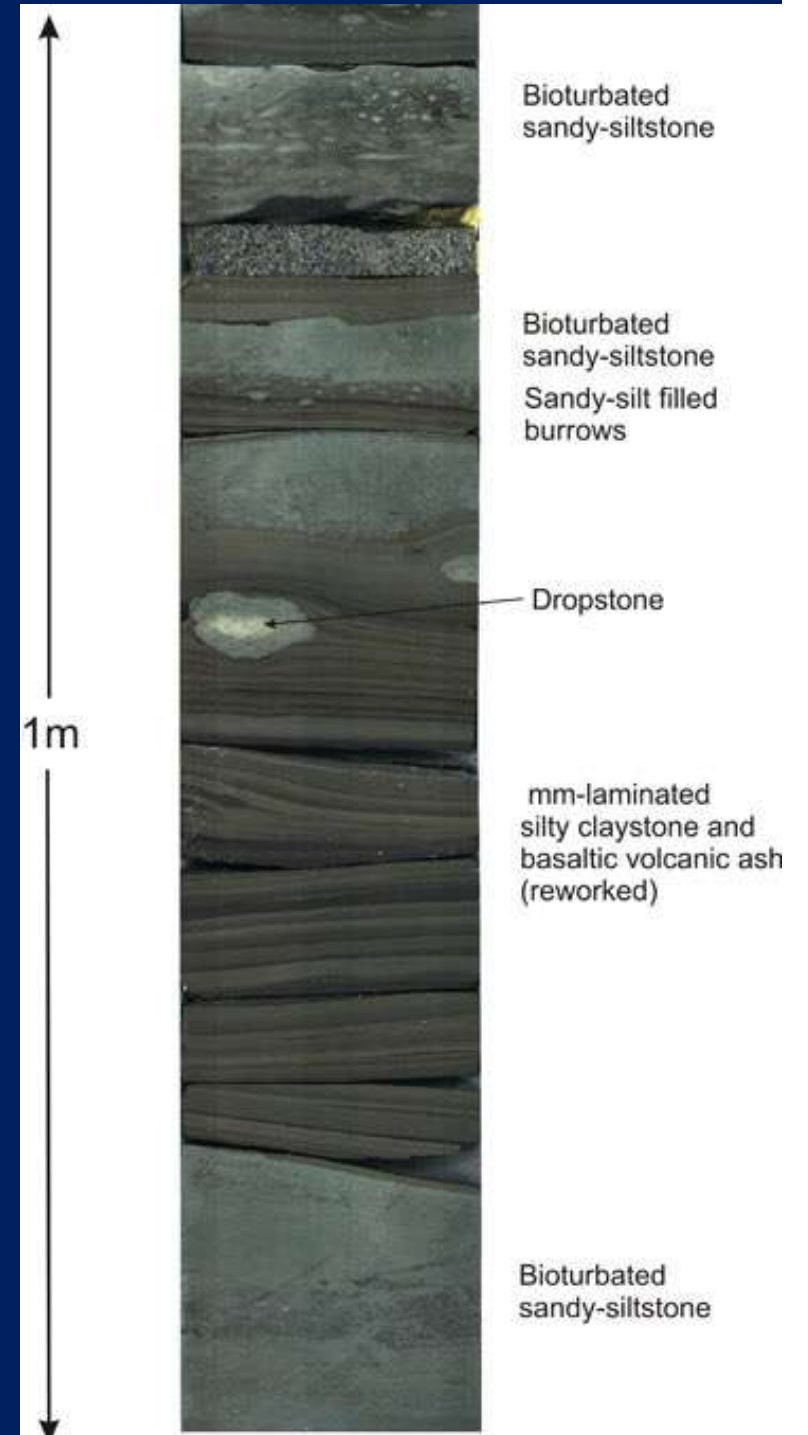 Bioturbated
sandy-siltstone
Bioturbated
sandy-siltstone
Sandy-silt filled
burrows
Dropstone
1m
mm-laminated
silty claystone and
basaltic volcanic ash
(reworked)
Bioturbated
sandy-siltstone